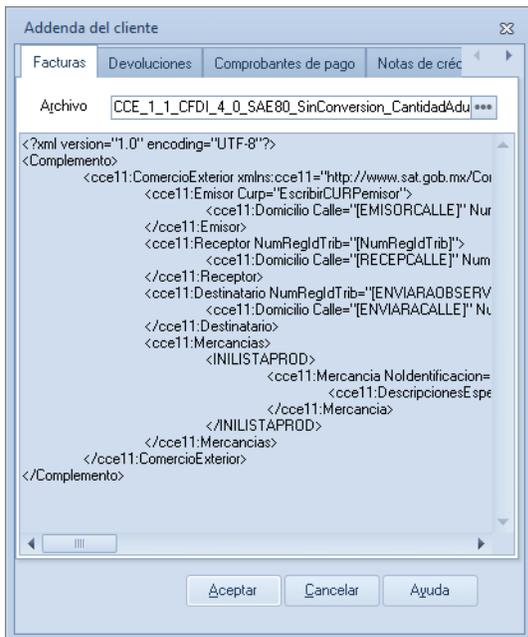 Addenda del cliente
Facturas Devoluciones Comprobantes de pago Notas de créc
Archivo CCE_1_1_CFDI_4_0_SAE80_SinConversion_CantidadAdu
<?xml version="1.0" encoding="UTF-8"?>
<Complemento>
<cce11:ComercioExterior xmlns:cce11="http://www.sat.gob.mx/Cor
<cce11:Emisor Curp="EscribirCURPemisor">
<cce11:Domicilio Calle="[EMISORCALLE]" Nur
</cce11:Emisor>
<cce11:Receptor NumRegIdTrib="[NumRegIdTrib]">
<cce11:Domicilio Calle="[RECEPCALLE]" Num
</cce11:Receptor>
<cce11:Destinatario NumRegIdTrib="[ENVIARAOBSERV
<cce11:Domicilio Calle="[ENVIARACALLE]" Nu
</cce11:Destinatario>
<cce11:Mercancias>
<INILISTAPROD>
<cce11:Mercancia NoIdentificacion=
<cce11:DescripcionesEspe
</cce11:Mercancia>
</INILISTAPROD>
</cce11:Mercancias>
</cce11:ComercioExterior>
</Complemento>
Aceptar Cancelar Ayuda